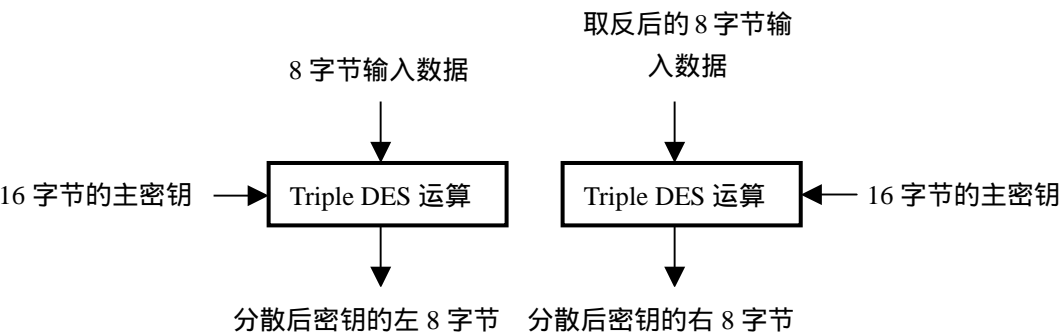 8 字节输入数据
取反后的 8 字节输
入数据
16 字节的主密钥
Triple DES 运算
Triple DES 运算
16 字节的主密钥
分散后密钥的左 8 字节
分散后密钥的右 8 字节